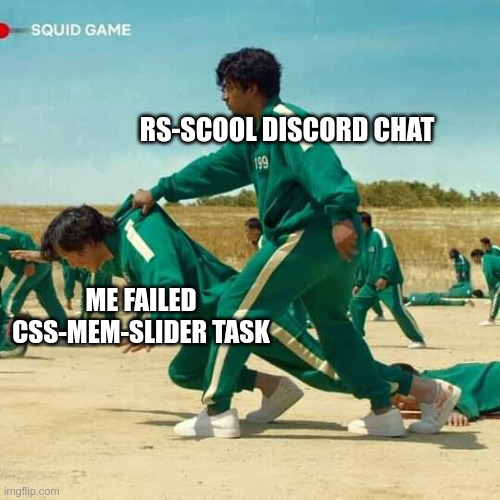 SQUID GAME
RS-SCOOL DISCORD CHAT
199
ME FAILED
CSS-MEM-SLIDER TASK
imgflip.com